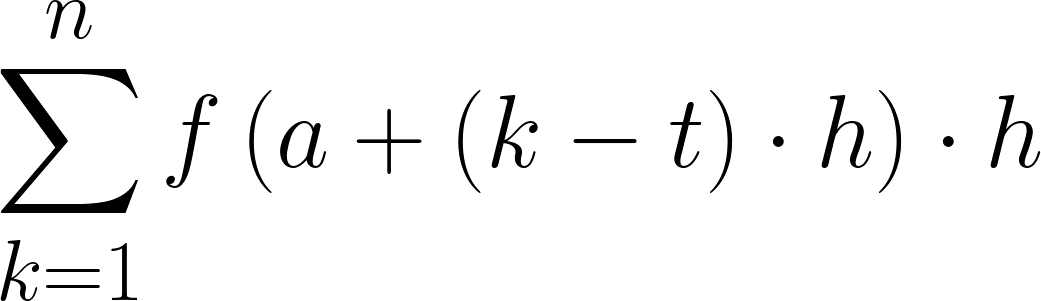 n
∑ f (a + (k − t) · h) · h
k=1